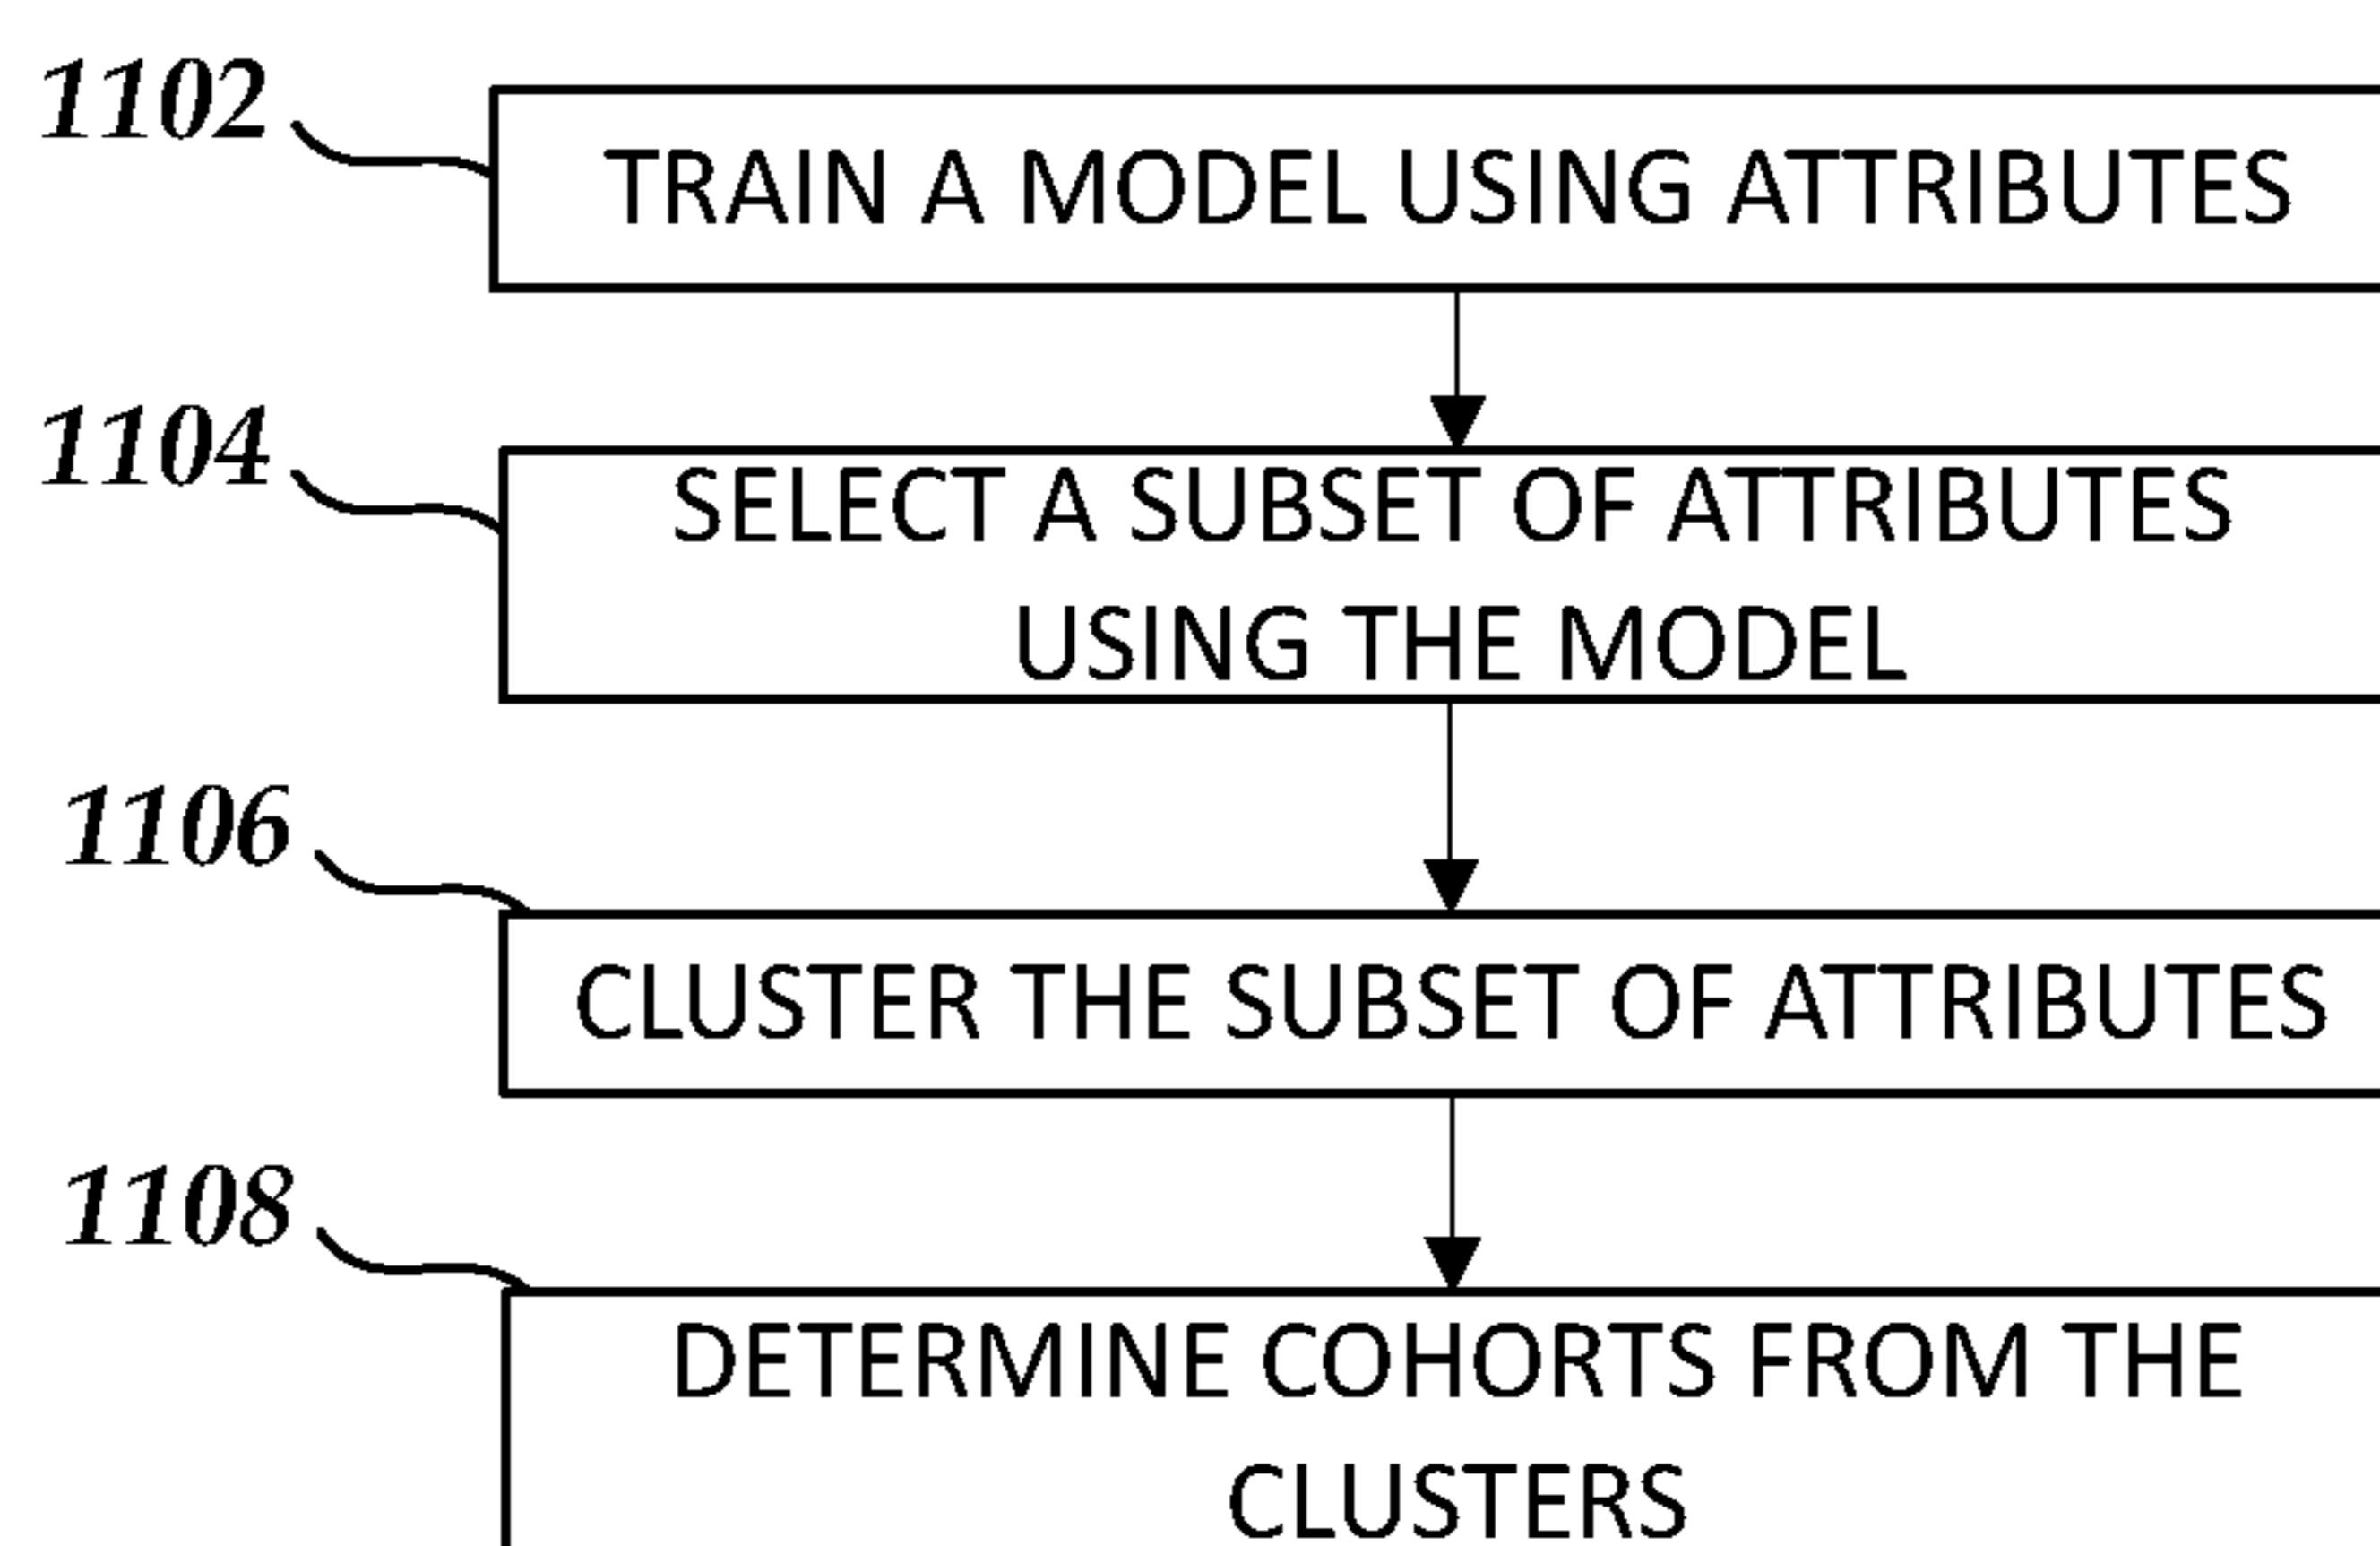 1102
TRAIN A MODEL USING ATTRIBUTES
1104
SELECT A SUBSET OF ATTRIBUTES
USING THE MODEL
1106
CLUSTER THE SUBSET OF ATTRIBUTES
1108
DETERMINE COHORTS FROM THE
CLUSTERS